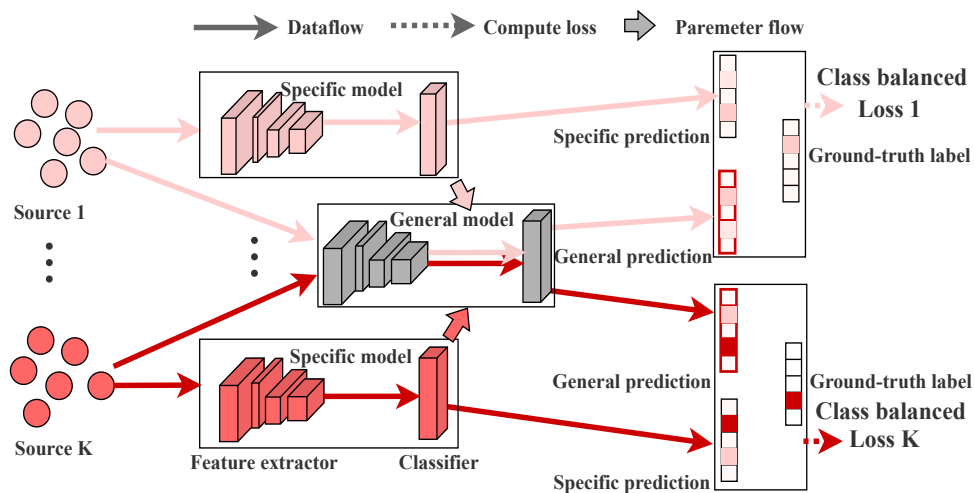 Dataflow
Compute loss
Paremeter flow
Specific model
Class balanced
Loss 1
Specific prediction
Ground-truth label
Source 1
General model
General prediction
Specific model
General prediction
Ground-truth label
Class balanced
Loss K
Source K
Feature extractor
Classifier
Specific prediction